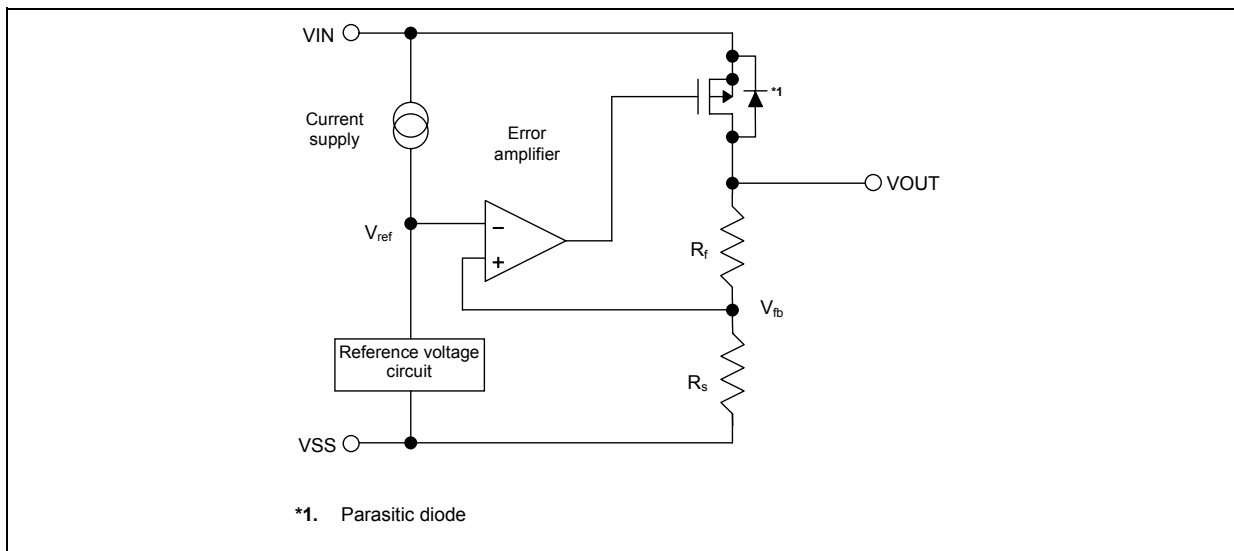 VIN
*1
Current
supply
Error
amplifier
VOUT
Vref
−
+
Rf
Vfb
Reference voltage
circuit
Rs
VSS
*1. Parasitic diode